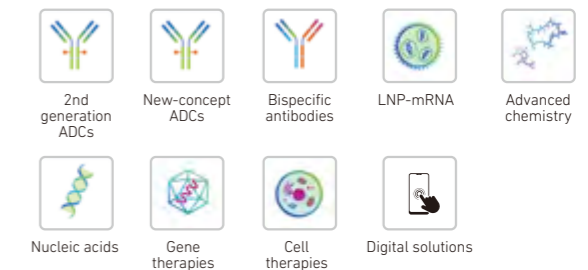 2nd
generation
ADCs
New-concept
ADCs
Bispecific
antibodies
LNP-mRNA
Advanced
chemistry
Nucleic acids
Gene
therapies
Cell
therapies
Digital solutions